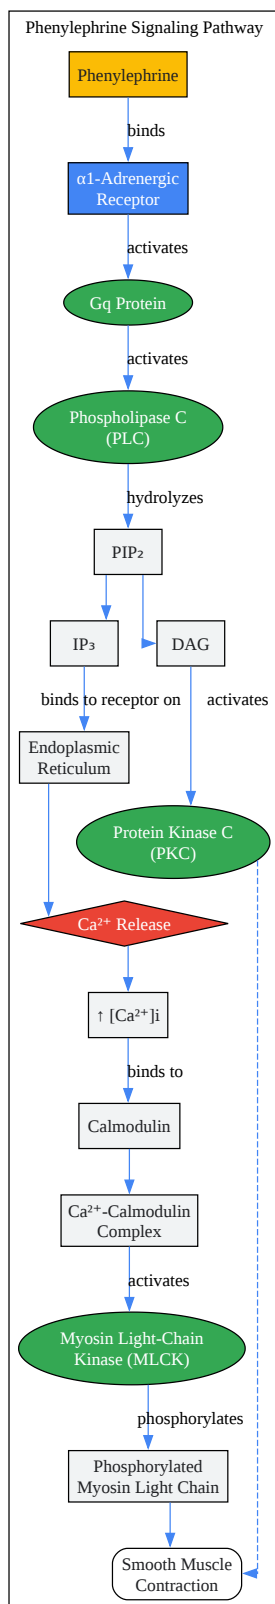 Phenylephrine Signaling Pathway
Phenylephrine
binds
α1-Adrenergic
Receptor
activates
Gq Protein
activates
Phospholipase C
(PLC)
hydrolyzes
PIP₂
IP₃
DAG
binds to receptor on
activates
Endoplasmic
Reticulum
Protein Kinase C
(PKC)
Ca²⁺ Release
↑ [Ca²⁺]i
binds to
Calmodulin
Ca²⁺-Calmodulin
Complex
activates
Myosin Light-Chain
Kinase (MLCK)
phosphorylates
Phosphorylated
Myosin Light Chain
Smooth Muscle
Contraction